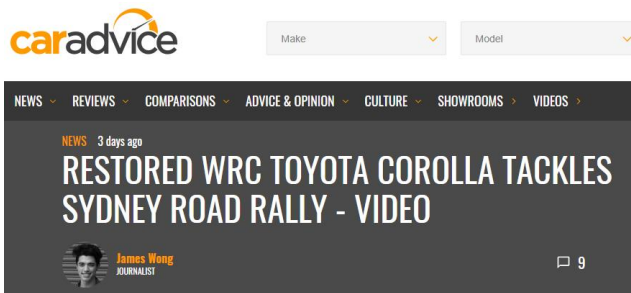 caradvice
Make
Model
NEWS REVIEWS COMPARISONS ADVICE & OPINION CULTURE SHOWROOMS VIDEOS
NEWS 3 days ago
RESTORED WRC TOYOTA COROLLA TACKLES
SYDNEY ROAD RALLY - VIDEO
James Wong
JOURNALIST
9